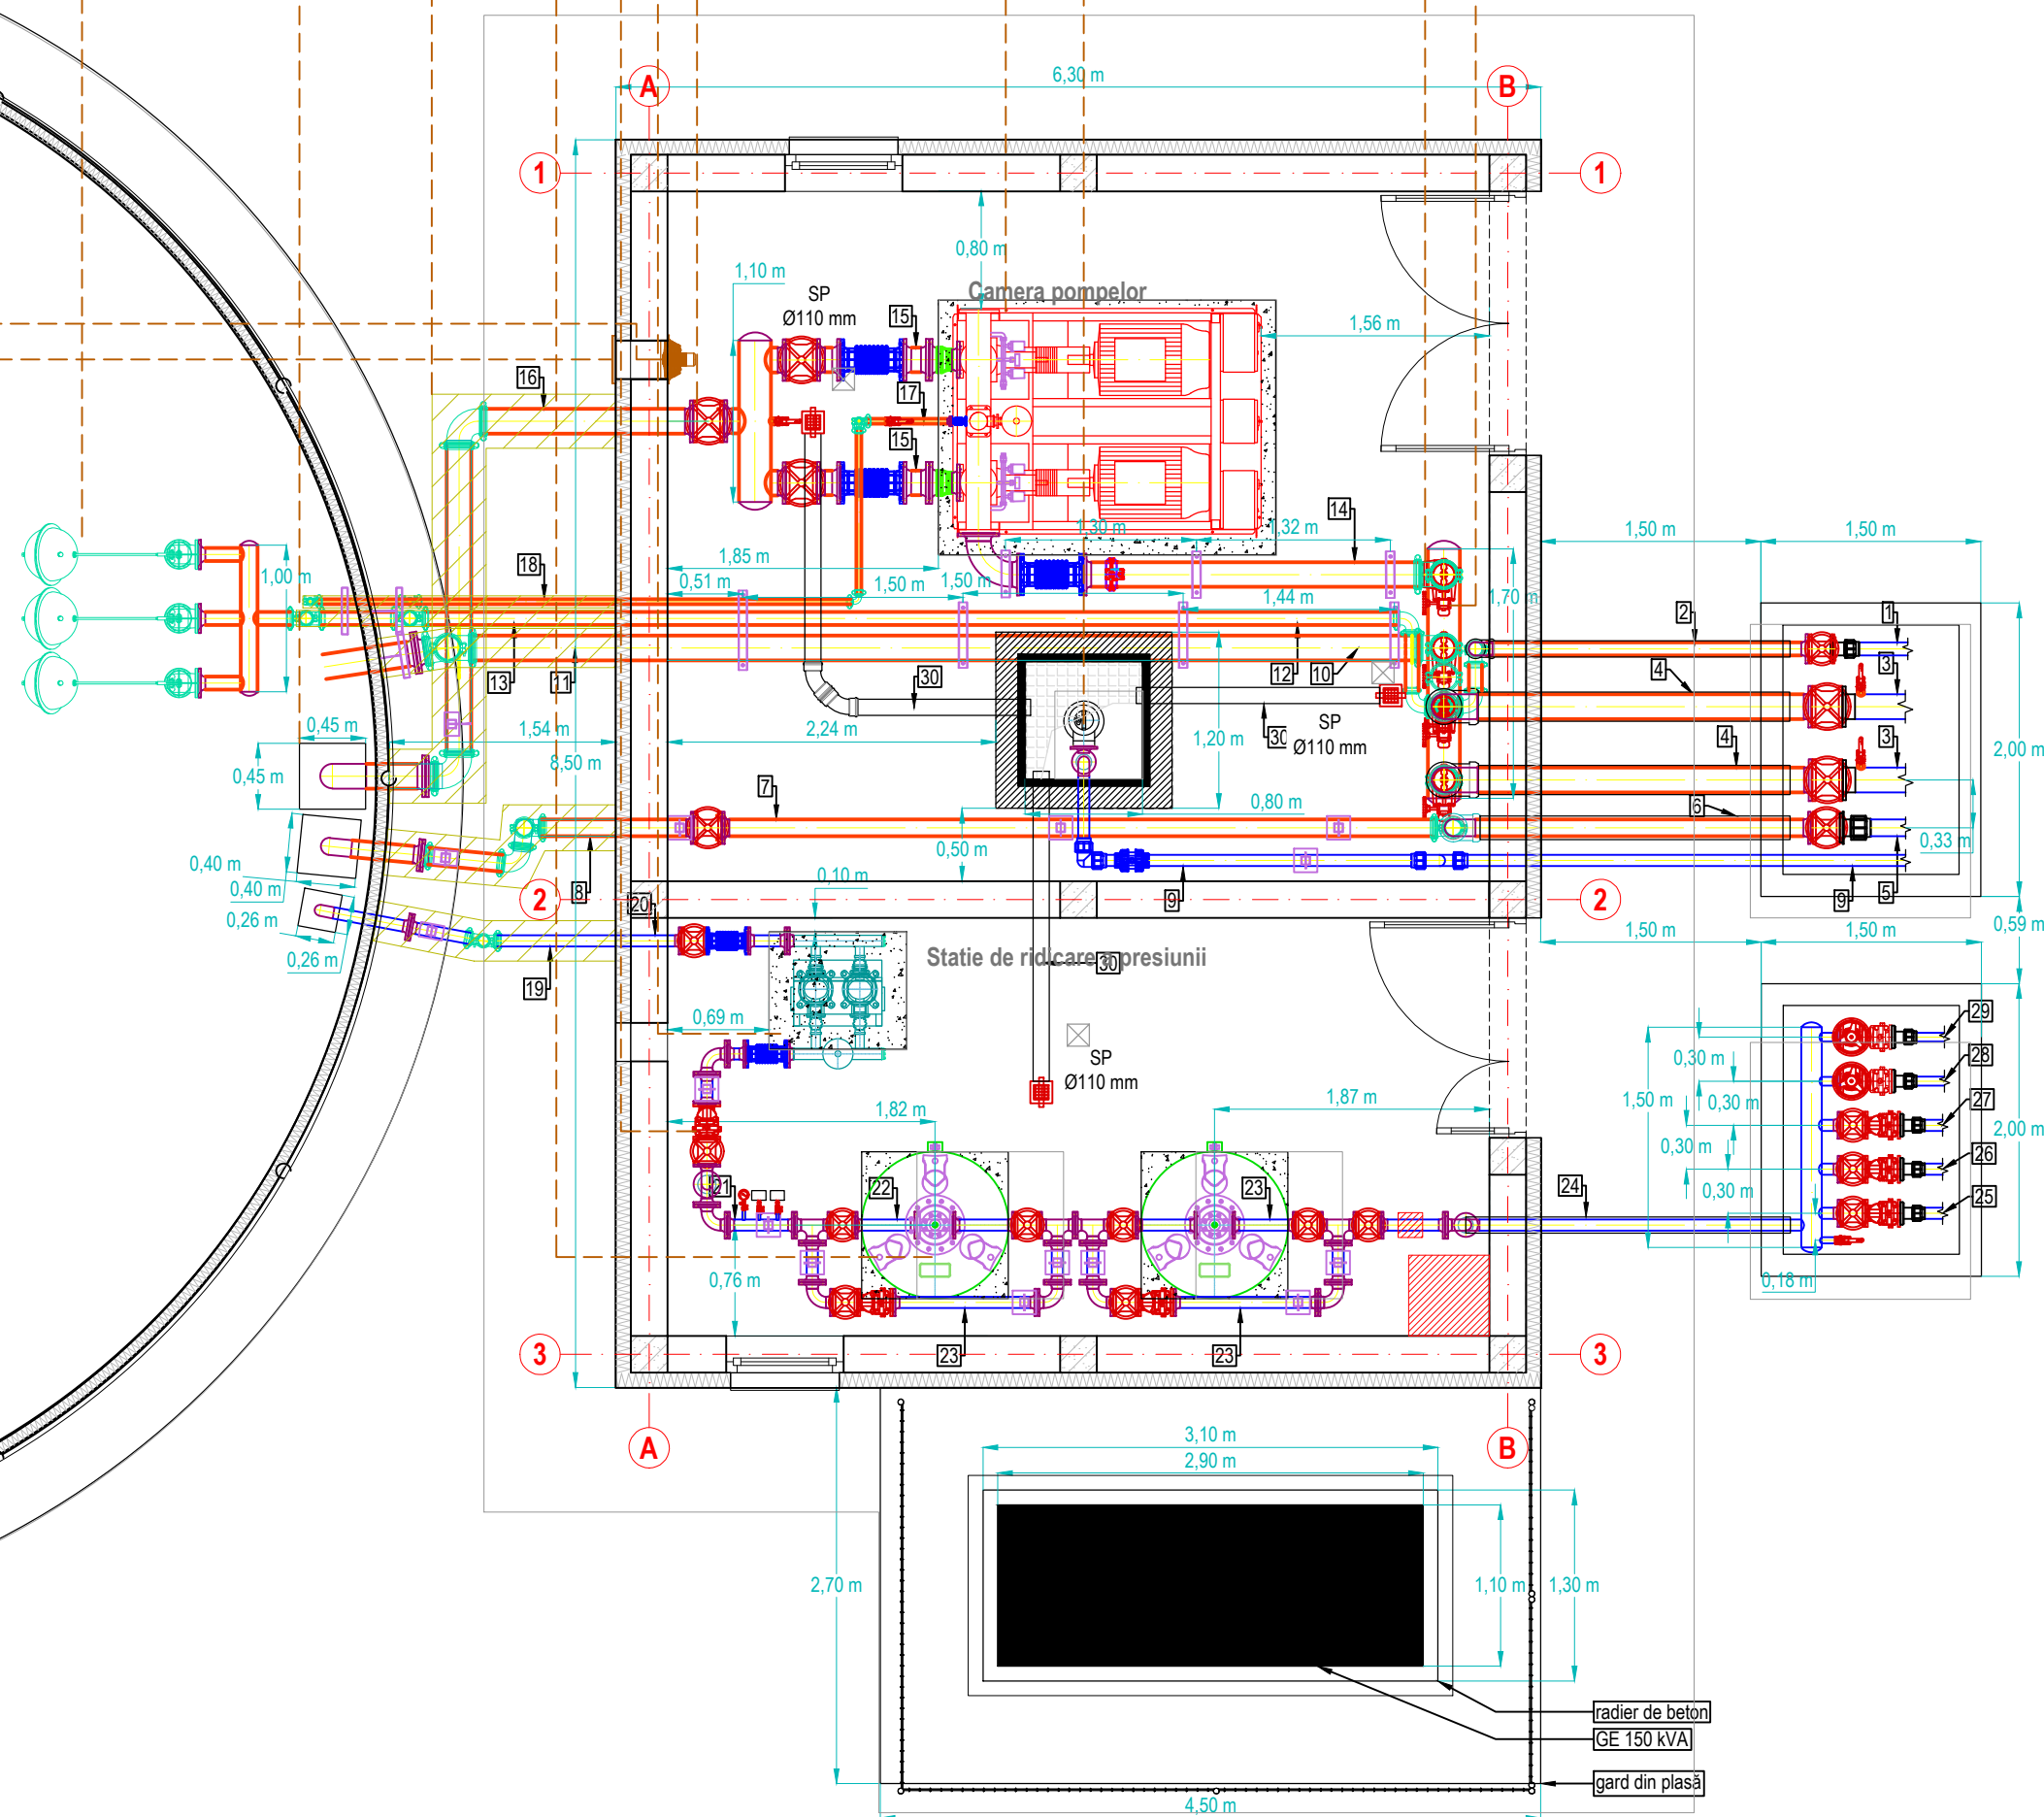 A
6,30 m
B
1
1
0,80 m
Camera pompelor
1,10 m
SP
Ø110 mm
15
1,56 m
16
17
15
14
1,30 m
1,32 m
1,50 m
1,50 m
18
1,00 m
1,85 m
0,51 m
1,50 m
1,50 m
1,44 m
1,70 m
2
1
13
11
30
12
10
4
3
0,45 m
1,54 m
2,24 m
1,20 m
30
SP
Ø110 mm
4
3
2,00 m
0,45 m
8,50 m
7
0,80 m
6
0,33 m
0,40 m
0,40 m
0,50 m
0,10 m
8
9
9
5
2
20
2
0,26 m
0,26 m
Statie de ridicare a presiunii
30
1,50 m
1,50 m
0,59 m
19
0,69 m
SP
Ø110 mm
29
0,30 m
28
1,50 m
0,30 m
27
1,82 m
1,87 m
0,30 m
2,00 m
26
21
22
23
24
0,30 m
25
0,76 m
0,18 m
3
23
23
3
A
B
3,10 m
2,90 m
2,70 m
1,10 m
1,30 m
radier de beton
GE 150 kVA
gard din plasă
4,50 m